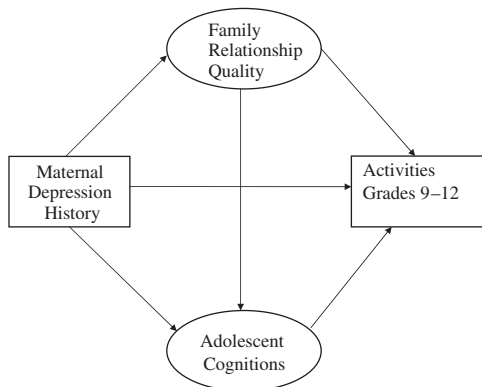 Family
Relationship
Quality
Maternal
Depression
History
Activities
Grades 9–12
Adolescent
Cognitions